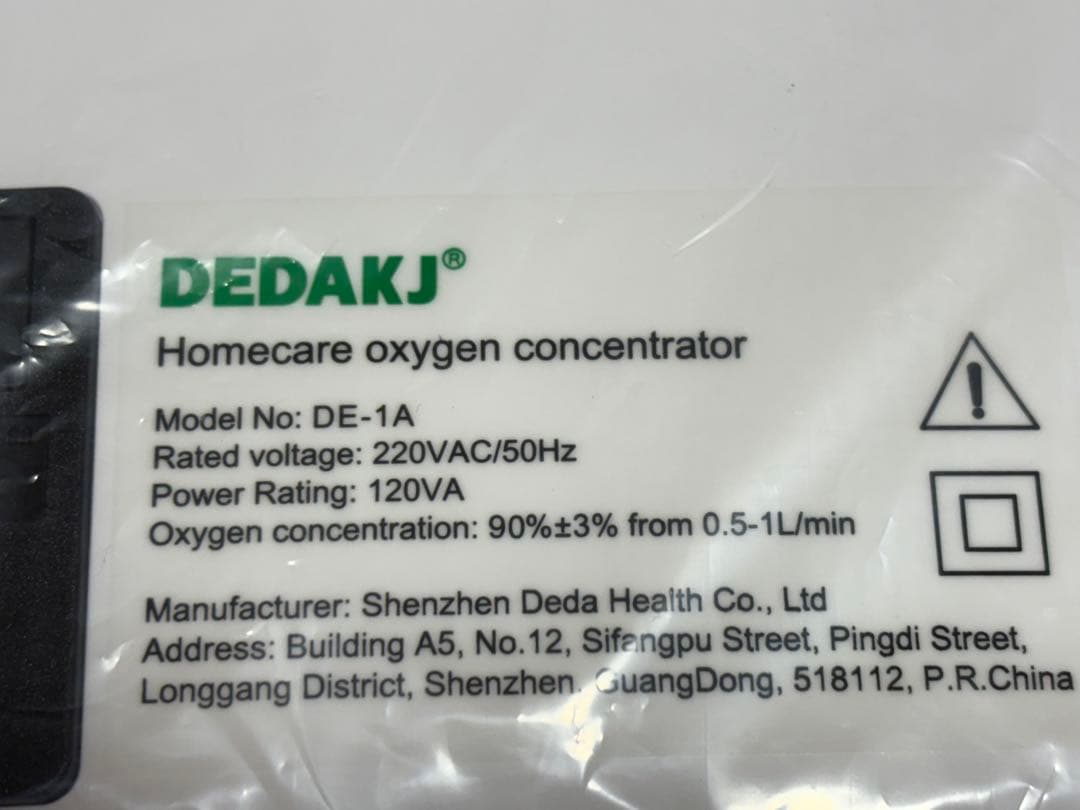 DEDAKJ®
Homecare oxygen concentrator
Model No: DE-1A
Rated voltage: 220VAC/50Hz
Power Rating: 120VA
Oxygen concentration: 90%±3% from 0.5-1L/min
Manufacturer: Shenzhen Deda Health Co., Ltd
Address: Building A5, No.12, Sifangpu Street, Pingdi Street,
Longgang District, Shenzhen, GuangDong, 518112, P.R.China